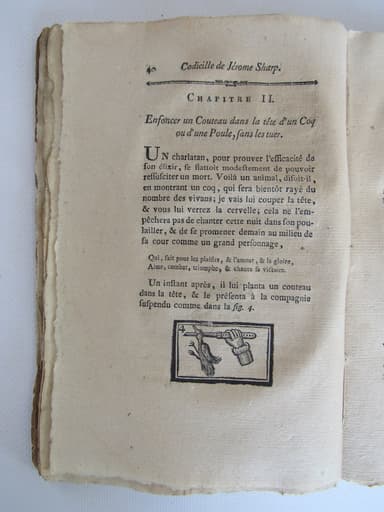 40 Codicille de Jérome Sharp.
CHAPITRE II.
Enfoncer un Couteau dans la tête d'un Coq
ou d'une Poule, sans les tuer.
UN charlatan, pour prouver l'efficacité de
son élixir, se flattoit modestement de pouvoir
ressusciter un mort. Voilà un animal, disoit-il,
en montrant un coq, qui sera bientôt rayé du
nombre des vivans; je vais lui couper la tête,
& vous lui verrez la cervelle; cela ne l'em-
pêchera pas de chanter cette nuit dans son pou-
lailler, & de se promener demain au milieu de
sa cour comme un grand personnage,
Qui, fait pour les plaisirs, & l'amour, & la gloire,
Aime, combat, triomphe, & chante sa victoire.
Un instant après, il lui planta un couteau
dans la tête, & le présenta à la compagnie
suspendu comme dans la fig. 4.
4